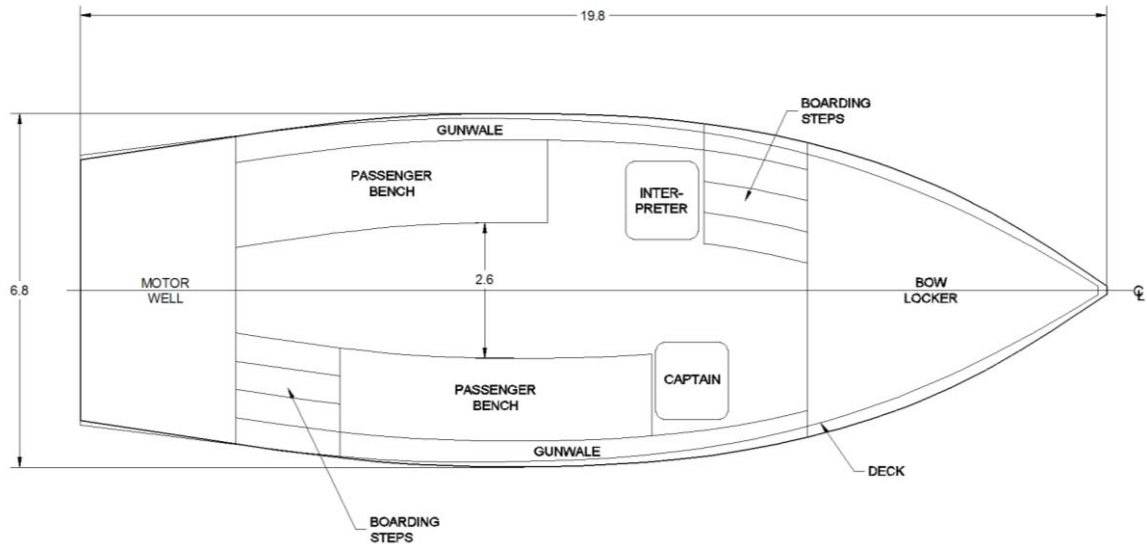 19.8
BOARDING
STEPS
GUNWALE
PASSENGER
BENCH
INTER-
PRETER
6.8
MOTOR
WELL
2.6
BOW
LOCKER
CL
PASSENGER
BENCH
CAPTAIN
GUNWALE
DECK
BOARDING
STEPS